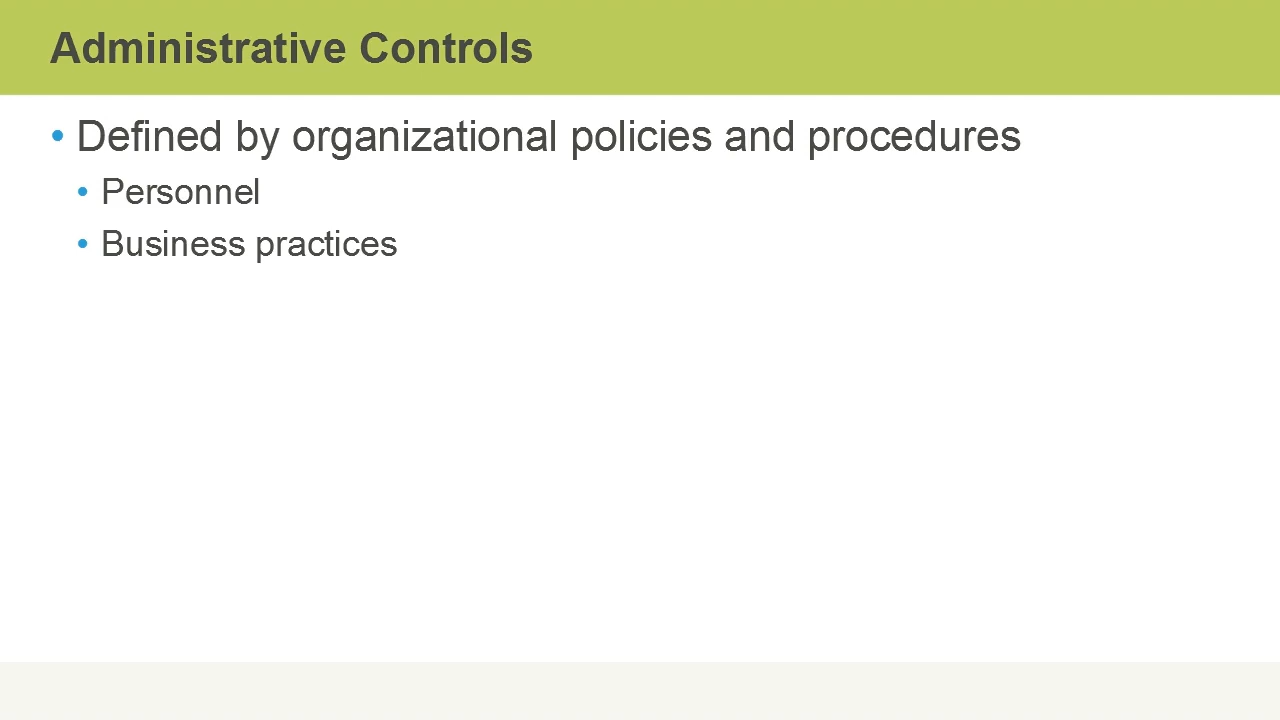 Administrative Controls
• Defined by organizational policies and procedures
• Personnel
• Business practices